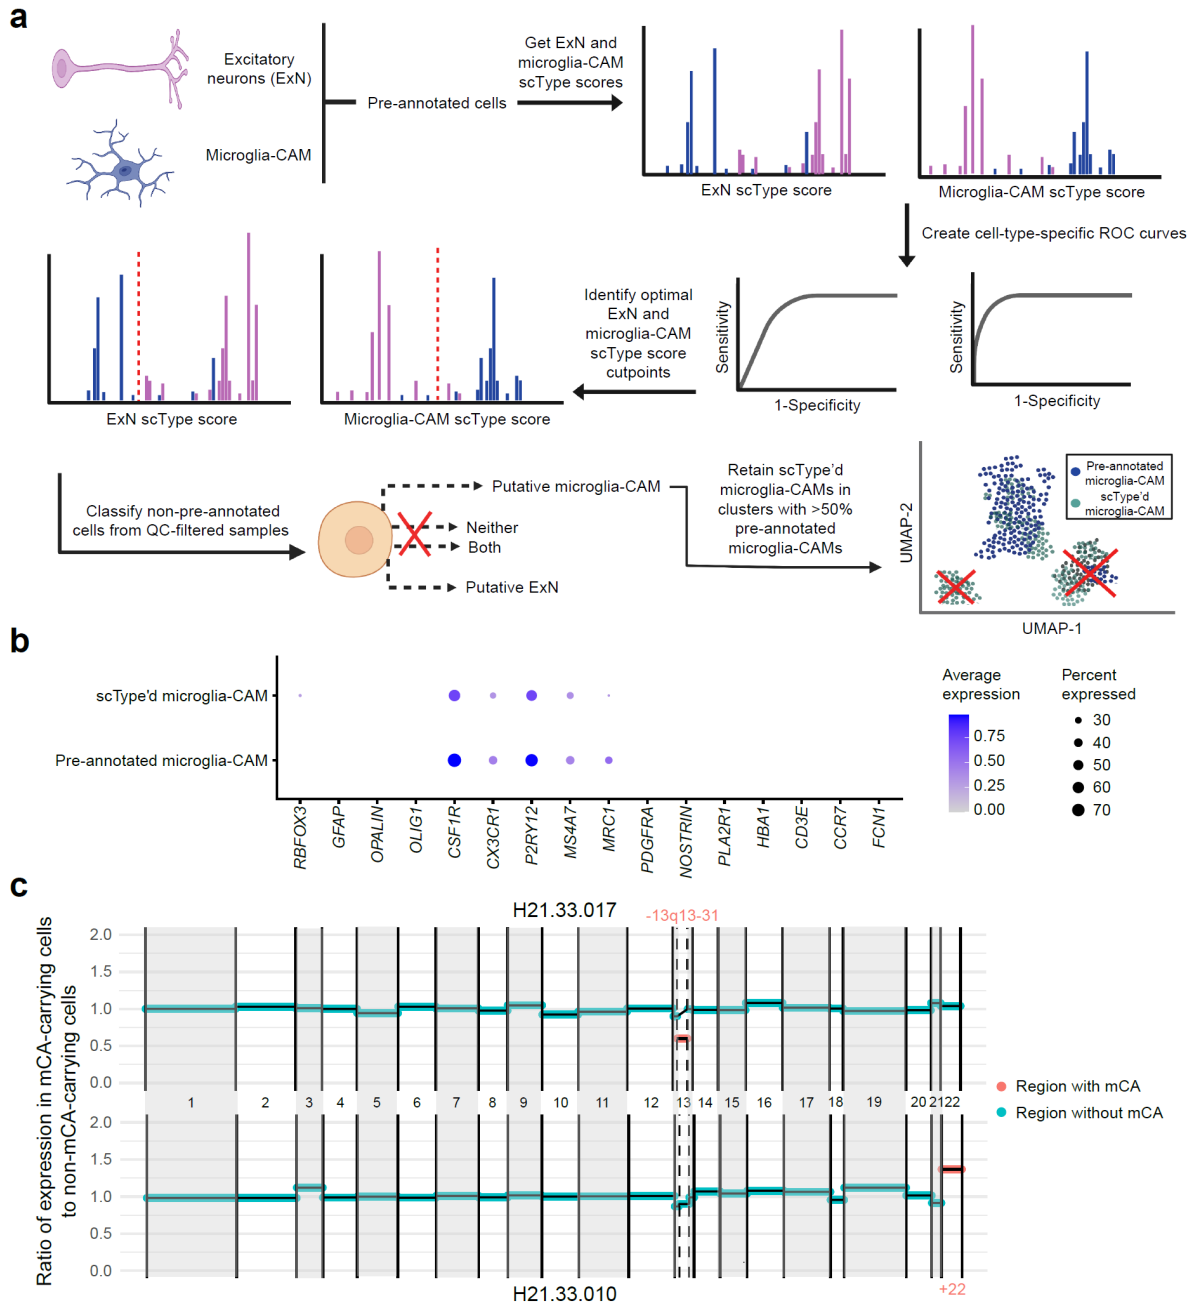 a
Excitatory
neurons (ExN)
Microglia-CAM
Pre-annotated cells
Get ExN and
microglia-CAM
scType scores
ExN scType score
Microglia-CAM scType score
Create cell-type-specific ROC curves
ExN scType score
Microglia-CAM scType score
Identify optimal
ExN and
microglia-CAM
scType score
cutpoints
Sensitivity
1-Specificity
Sensitivity
1-Specificity
Classify non-pre-annotated
cells from QC-filtered samples
Putative microglia-CAM
Neither
Both
Putative ExN
Retain scType'd
microglia-CAMs in
clusters with >50%
pre-annotated
microglia-CAMs
UMAP-2
UMAP-1
Pre-annotated
microglia-CAM
scType'd
microglia-CAM
b
scType'd microglia-CAM
Pre-annotated microglia-CAM
RBFOX3
GFAP
OPALIN
OLIG1
CSF1R
CX3CR1
P2RY12
MS4A7
MRC1
PDGFRA
NOSTRIN
PLA2R1
HBA1
CD3E
CCR7
FCN1
Average
expression
0.75
0.50
0.25
0.00
Percent
expressed
30
40
50
60
70
c
H21.33.017
-13q13-31
Ratio of expression in mCA-carrying cells
to non-mCA-carrying cells
2.0
1.5
1.0
0.5
0.0
1 2 3 4 5 6 7 8 9 10 11 12 13 14 15 16 17 18 19 20 21 22
2.0
1.5
1.0
0.5
0.0
Region with mCA
Region without mCA
H21.33.010
+22